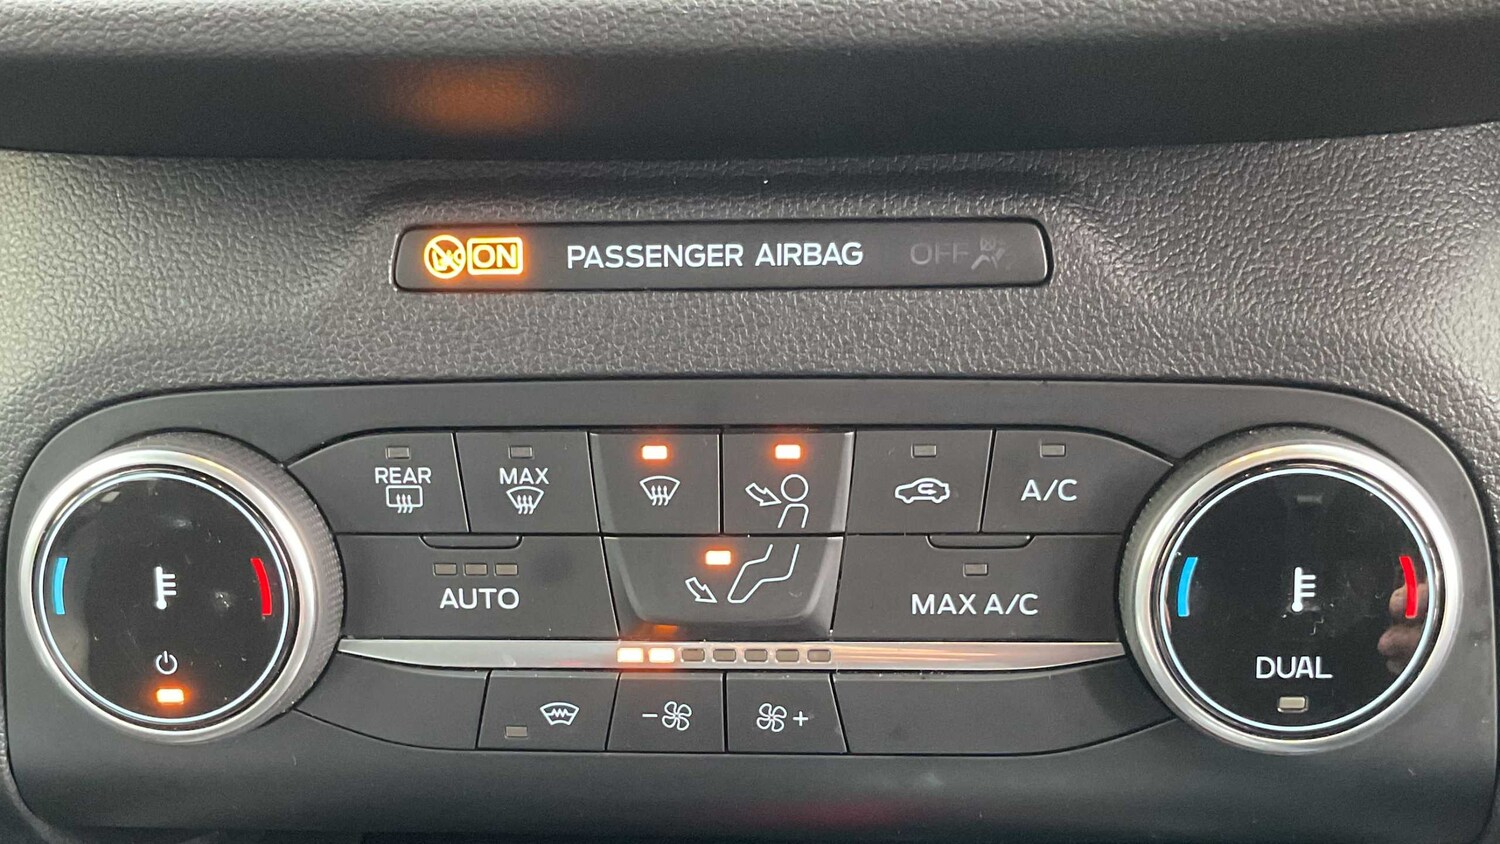 ON PASSENGER AIRBAG OFF
REAR
MAX
A/C
AUTO
MAX A/C
DUAL
- +